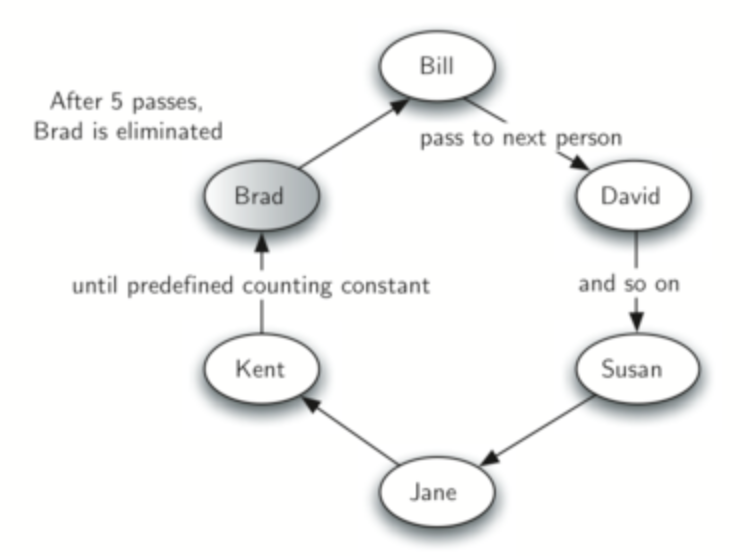 Bill
After 5 passes,
Brad is eliminated
pass to next person
Brad
David
until predefined counting constant
and so on
Kent
Susan
Jane